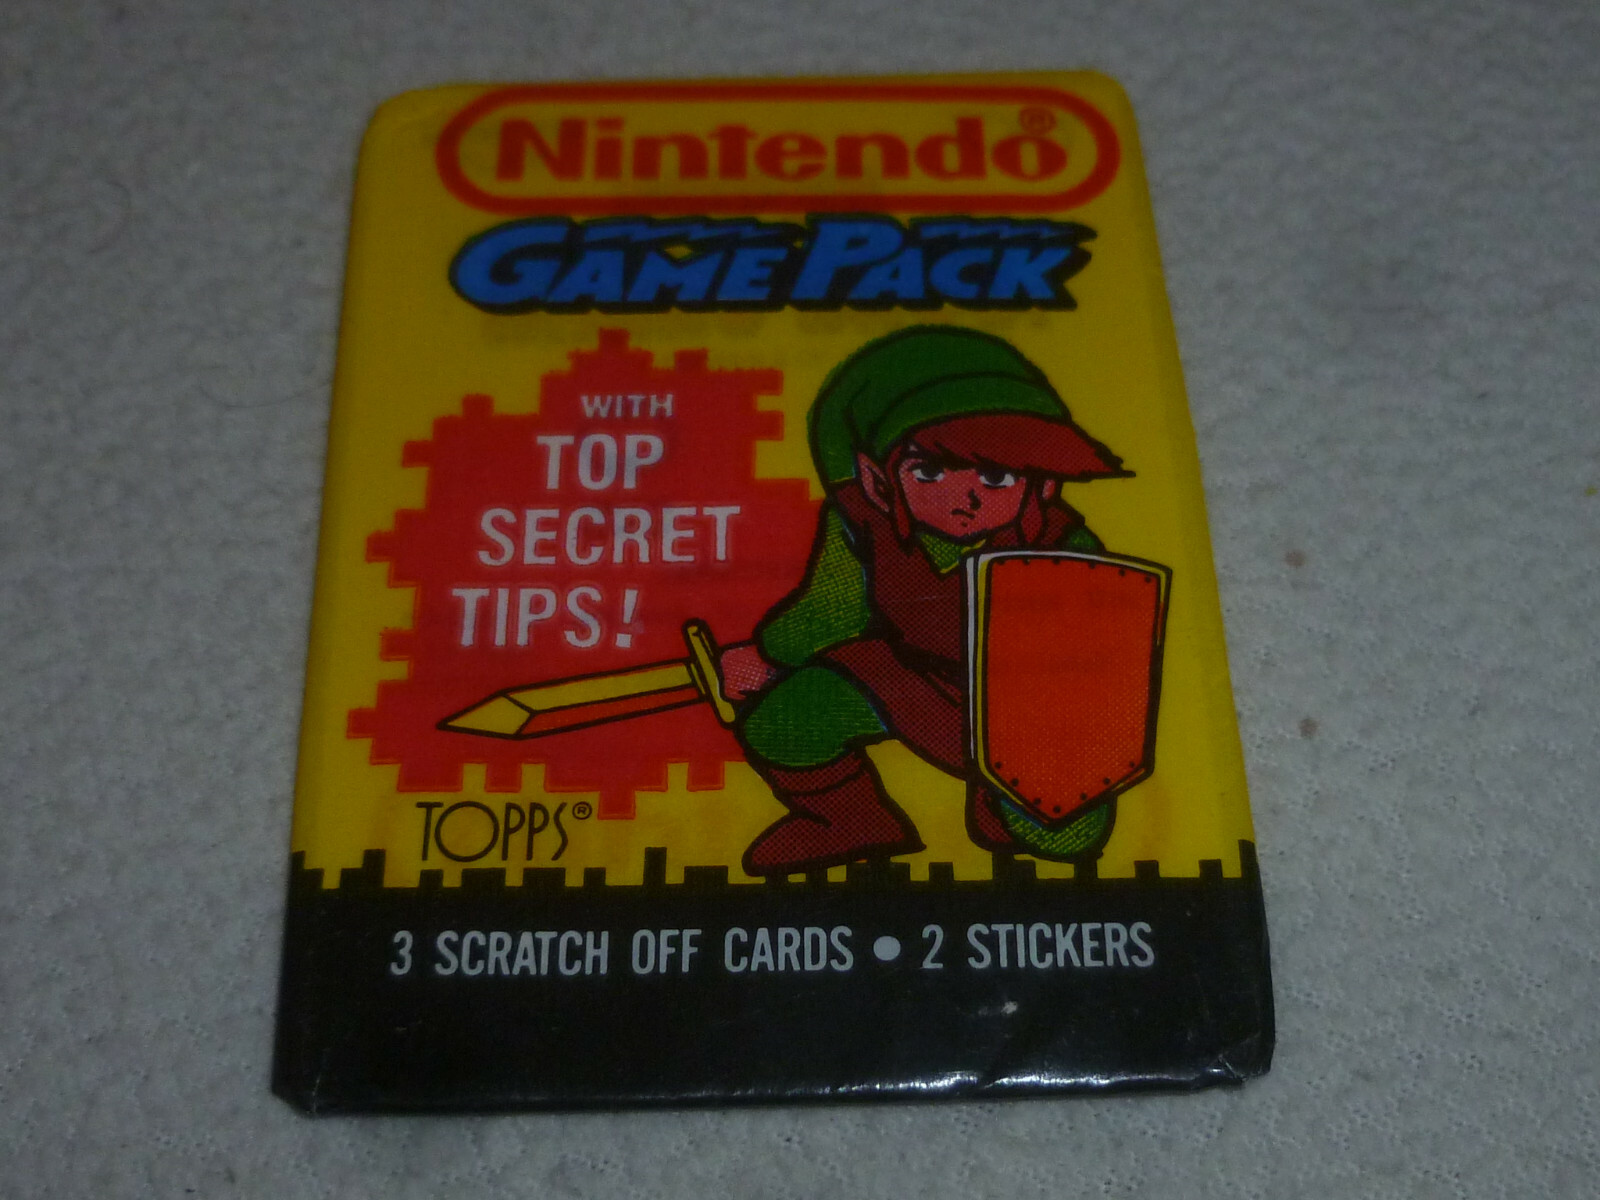 Nintendo®
GAME PACK
WITH
TOP
SECRET
TIPS!
TOPPS®
3 SCRATCH OFF CARDS • 2 STICKERS